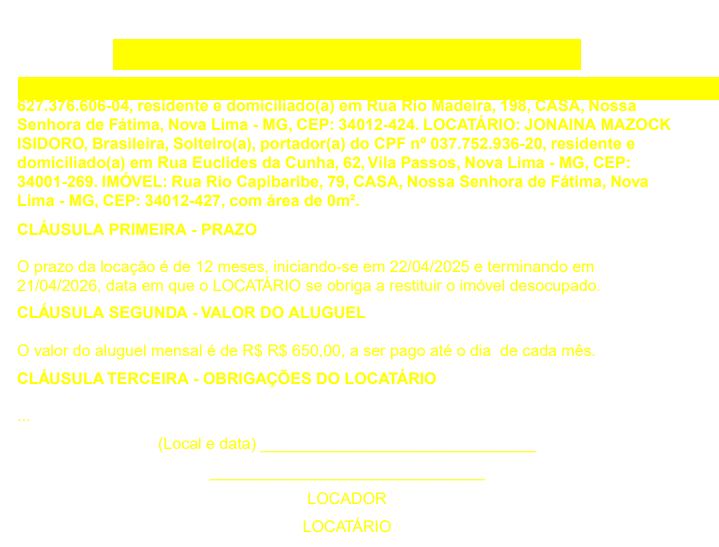 627.376.606-04, residente e domiciliado(a) em Rua Rio Madeira, 198, CASA, Nossa
Senhora de Fátima, Nova Lima - MG, CEP: 34012-424. LOCATÁRIO: JONAINA MAZOCK
ISIDORO, Brasileira, Solteiro(a), portador(a) do CPF nº 037.752.936-20, residente e
domiciliado(a) em Rua Euclides da Cunha, 62, Vila Passos, Nova Lima - MG, CEP:
34001-269. IMÓVEL: Rua Rio Capibaribe, 79, CASA, Nossa Senhora de Fátima, Nova
Lima - MG, CEP: 34012-427, com área de 0m².
CLÁUSULA PRIMEIRA - PRAZO
O prazo da locação é de 12 meses, iniciando-se em 22/04/2025 e terminando em
21/04/2026, data em que o LOCATÁRIO se obriga a restituir o imóvel desocupado.
CLÁUSULA SEGUNDA - VALOR DO ALUGUEL
O valor do aluguel mensal é de R$ R$ 650,00, a ser pago até o dia  de cada mês.
CLÁUSULA TERCEIRA - OBRIGAÇÕES DO LOCATÁRIO
...
(Local e data) _______________________________
_______________________________
LOCADOR
LOCATÁRIO